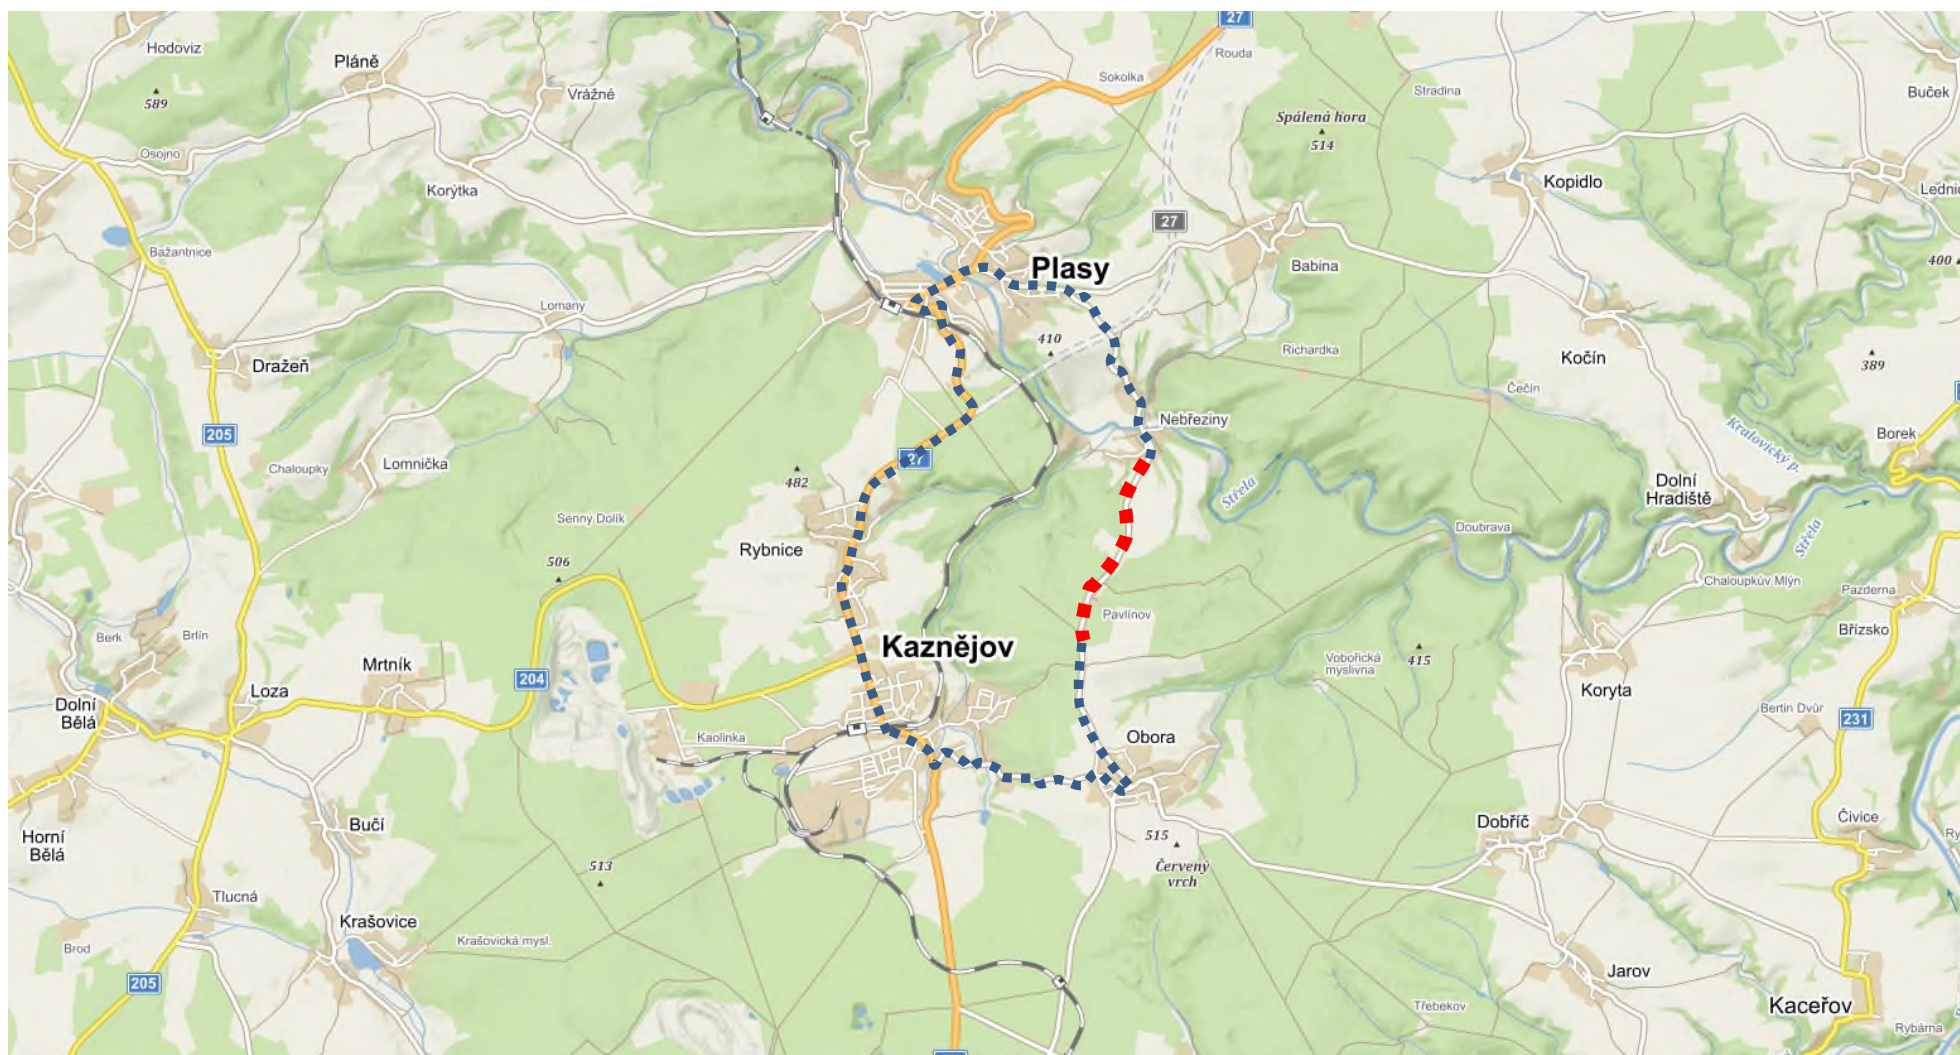 27
Hodoviz
Pláně
Rouda
Sokolka
Stradina
Buček
589
Vrážné
Spálená hora
514
Osojno
Korýtka
Kopidlo
27
Bažantnice
Plasy
Babina
400
Lomany
410
Richardka
Dražeň
Kočín
389
Čečín
205
Nebřeziny
Kralovický p.
Borek
Chaloupky
Lomnička
27
482
Střela
Dolní
Hradiště
Senný Dolík
Doubrava
Střela
Rybnice
506
Chaloupkův Mlýn
Pazderna
Pavlínov
Berk
Brlín
Kaznějov
Břízsko
Mrtník
Vobořická
myslivna
415
204
Loza
Koryta
Dolní
Bělá
Bertin Dvůr
231
Kaolinka
Obora
Horní
Bělá
Bučí
515
Dobříč
Čivice
Červený
vrch
513
Tlucná
Krašovice
Krašovická mysl.
Brod
205
Jarov
Třebekov
Kaceřov
Rybárna